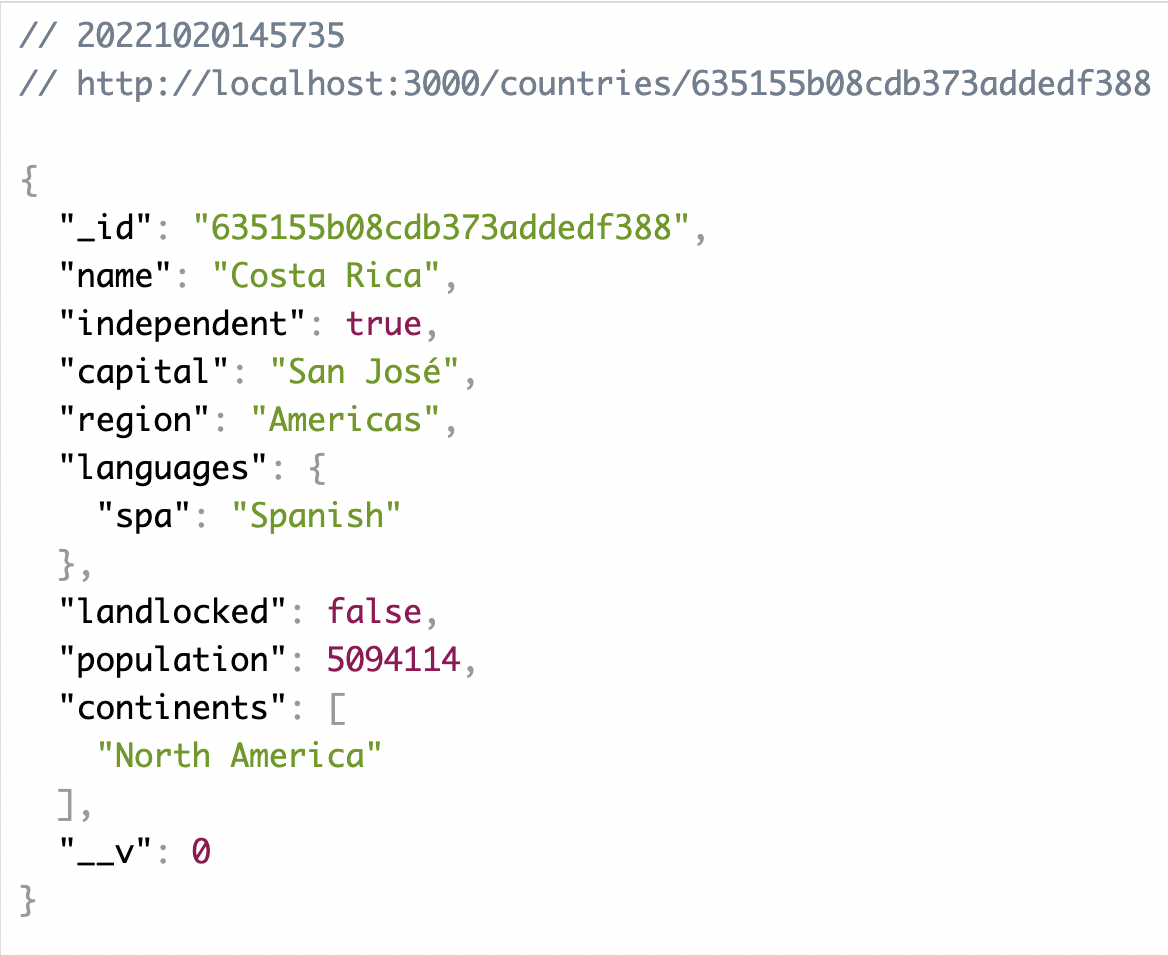 // 20221020145735
// http://localhost:3000/countries/635155b08cdb373addedf388
{
"_id": "635155b08cdb373addedf388",
"name": "Costa Rica",
"independent": true,
"capital": "San José",
"region": "Americas",
"languages": {
"spa": "Spanish"
},
"landlocked": false,
"population": 5094114,
"continents": [
"North America"
],
"__v": 0
}